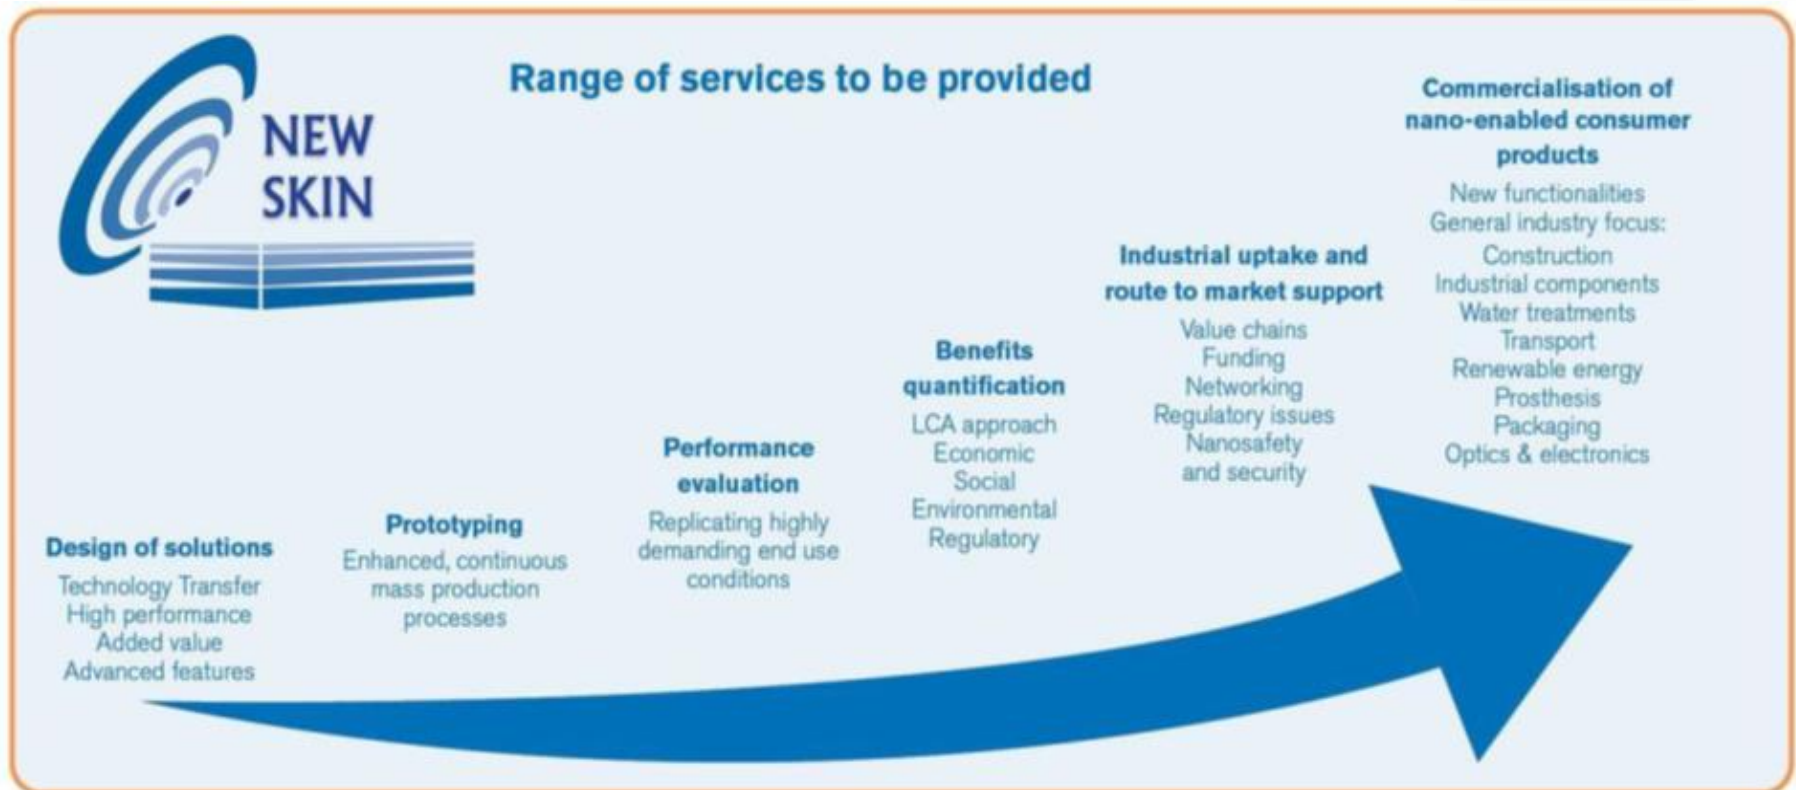 NEW
SKIN
Range of services to be provided
Design of solutions
Technology Transfer
High performance
Added value
Advanced features
Prototyping
Enhanced, continuous
mass production
processes
Performance
evaluation
Replicating highly
demanding end use
conditions
Benefits
quantification
LCA approach
Economic
Social
Environmental
Regulatory
Industrial uptake and
route to market support
Value chains
Funding
Networking
Regulatory issues
Nanosafety
and security
Commercialisation of
nano-enabled consumer
products
New functionalities
General industry focus:
Construction
Industrial components
Water treatments
Transport
Renewable energy
Prosthesis
Packaging
Optics & electronics